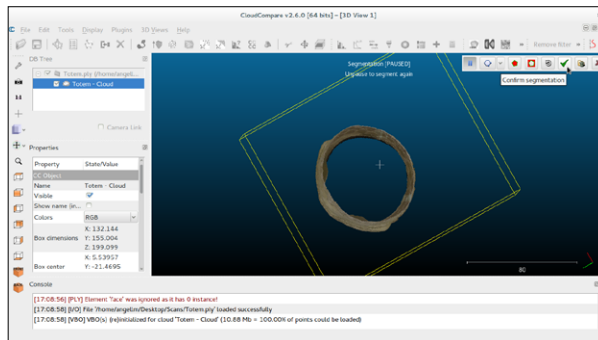 CloudCompare v2.6.0 [64 bits] - [3D View 1]
File Edit Tools Display Plugins 3D Views Help
Remove filter
DB Tree
Totem.ply (/home/angelim/...
Totem - Cloud
Camera Link
Properties
Property State/Value
CC Object
Name Totem - Cloud
Visible
Show name (in...
Colors RGB
X: 132.144
Box dimensions Y: 155.004
Z: 199.099
X: 5.53957
Box center Y: -21.4695
Segmentation [PAUSED]
Unpause to segment again
Confirm segmentation
80
Console
[17:08:56] [PLY] Element 'face' was ignored as it has 0 instance!
[17:08:58] [I/O] File '/home/angelim/Desktop/Scans/Totem.ply' loaded successfully
[17:08:58] [VBO] VBO(s) (re)initialized for cloud 'Totem - Cloud' (10.88 Mb = 100.00% of points could be loaded)